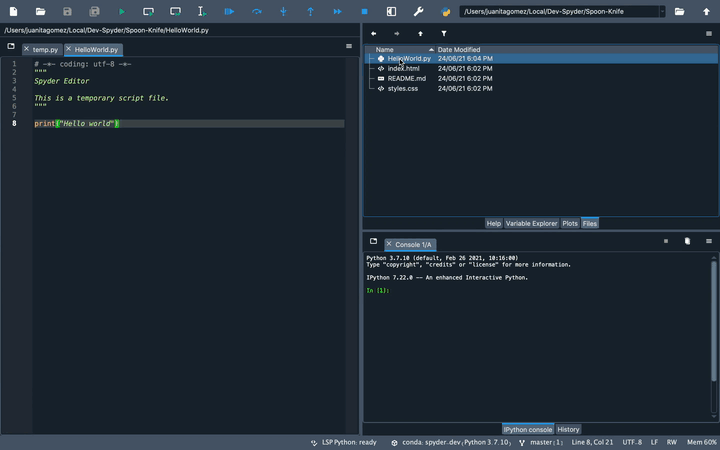 /Users/juanitagomez/Local/Dev-Spyder/Spoon-Knife
/Users/juanitagomez/Local/Dev-Spyder/Spoon-Knife/HelloWorld.py
temp.py
HelloWorld.py
1 # -*- coding: utf-8 -*-
2 """
3 Spyder Editor
4
5 This is a temporary script file.
6 """
7
8 print("Hello world")
Name Date Modified
HelloWorld.py 24/06/21 6:04 PM
index.html 24/06/21 6:02 PM
README.md 24/06/21 6:02 PM
styles.css 24/06/21 6:02 PM
Help Variable Explorer Plots Files
Console 1/A
Python 3.7.10 (default, Feb 26 2021, 10:16:00)
Type "copyright", "credits" or "license" for more information.
IPython 7.22.0 -- An enhanced Interactive Python.
In [1]:
IPython console History
LSP Python: ready conda: spyder-dev (Python 3.7.10) master [1] Line 8, Col 21 UTF-8 LF RW Mem 60%